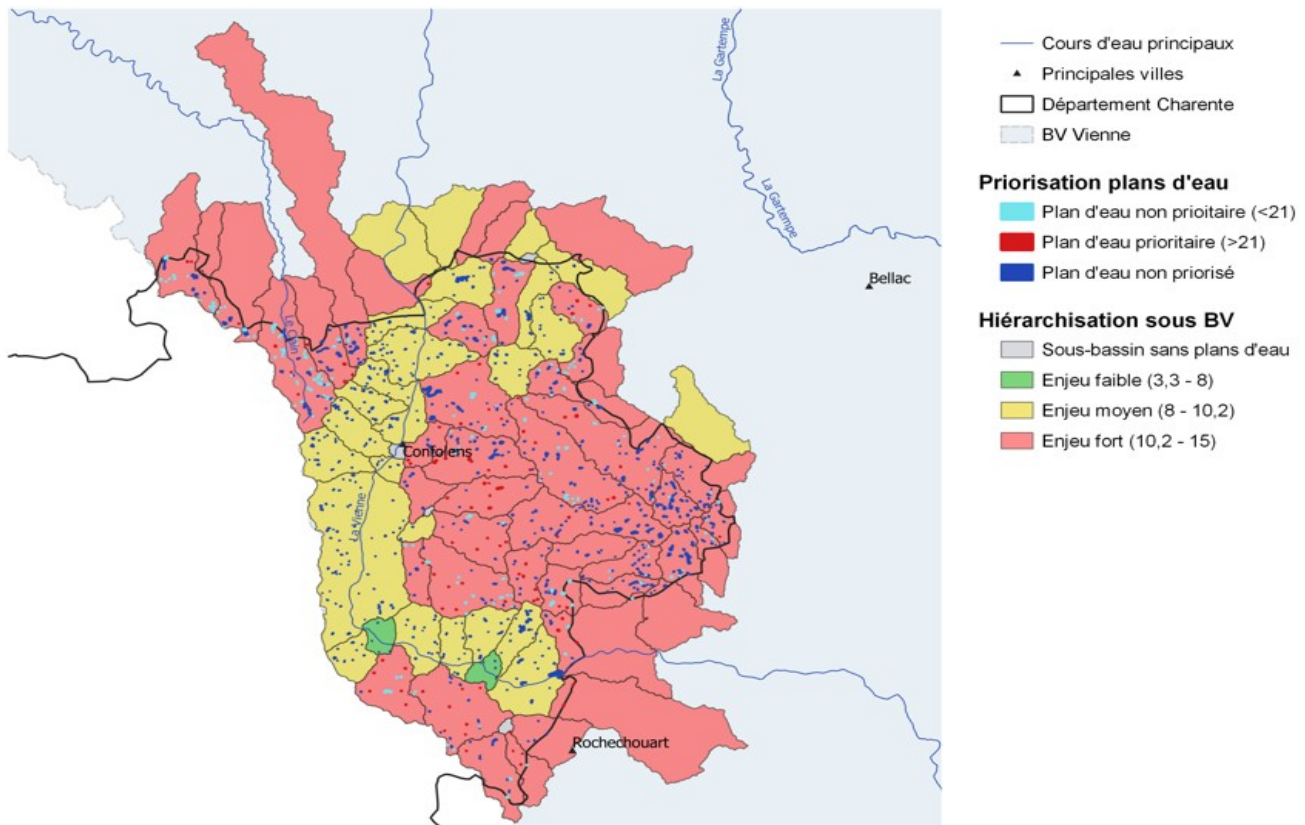 La Gartempe
La Gartempe
Bellac
Le Clain
Confolens
La Vienne
Rochechouart
Cours d'eau principaux
Principales villes
Département Charente
BV Vienne
Priorisation plans d'eau
Plan d'eau non prioitaire (<21)
Plan d'eau prioritaire (>21)
Plan d'eau non priorisé
Hiérarchisation sous BV
Sous-bassin sans plans d'eau
Enjeu faible (3,3 - 8)
Enjeu moyen (8 - 10,2)
Enjeu fort (10,2 - 15)